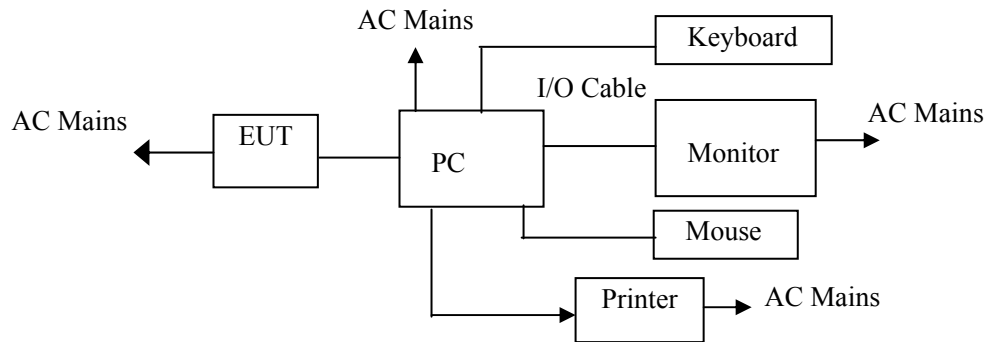 AC Mains
Keyboard
I/O Cable
AC Mains
EUT
PC
Monitor
AC Mains
Mouse
Printer
AC Mains